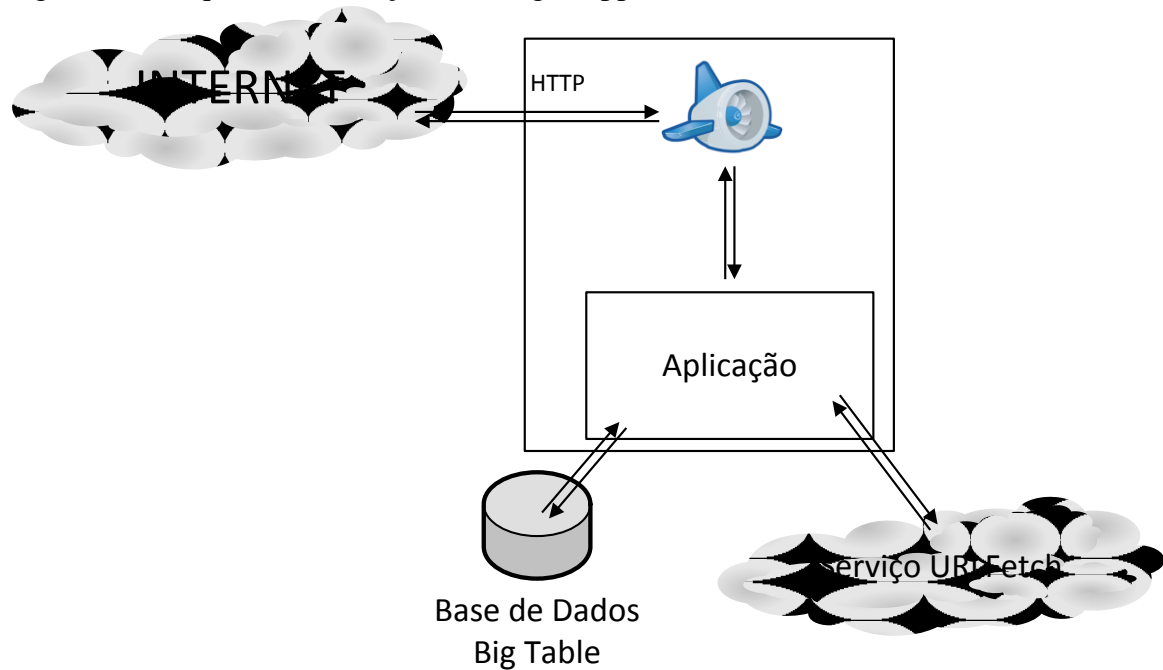 INTERNET
HTTP
Aplicação
Serviço URLFetch
Base de Dados
Big Table